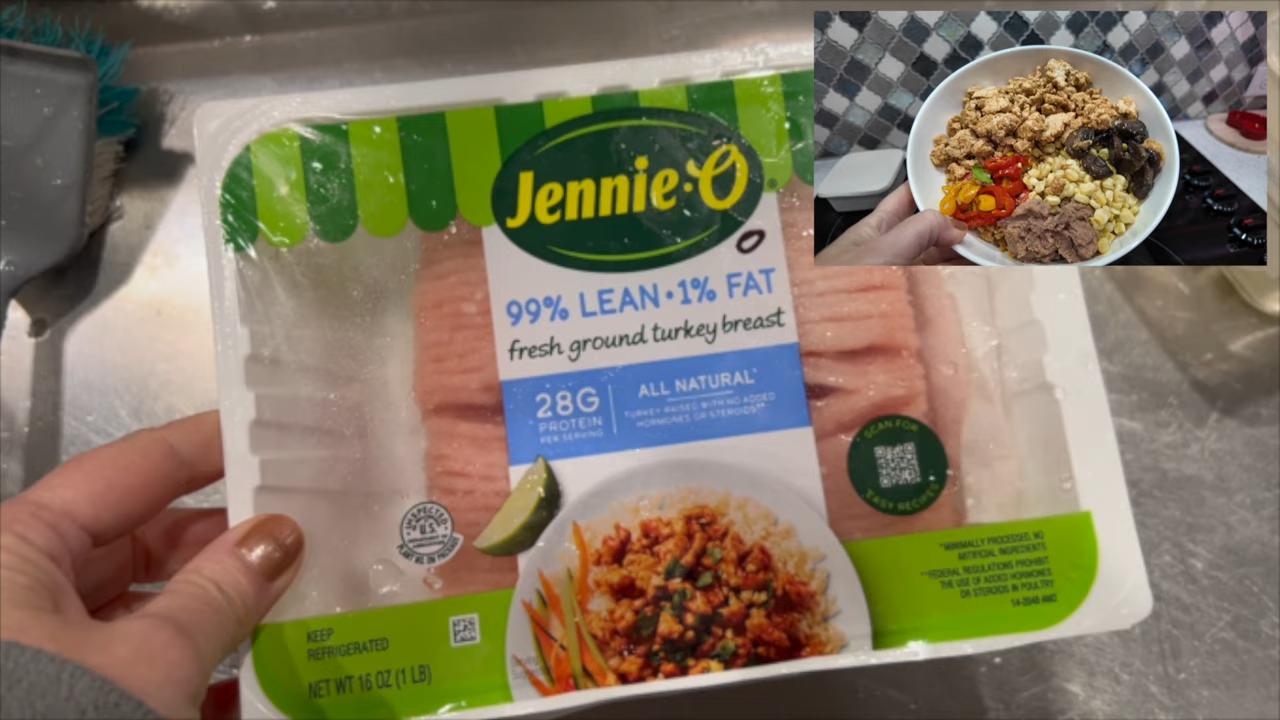 Jennie-O
99% LEAN • 1% FAT
fresh ground turkey breast
28G
PROTEIN
PER SERVING
ALL NATURAL*
TURKEY RAISED WITH NO ADDED
HORMONES OR STEROIDS**
SCAN FOR
EASY RECIPES
INSPECTED
U.S.
*MINIMALLY PROCESSED, NO
ARTIFICIAL INGREDIENTS
**FEDERAL REGULATIONS PROHIBIT
THE USE OF ADDED HORMONES
OR STEROIDS IN POULTRY
KEEP
REFRIGERATED
NET WT 16 OZ (1 LB)